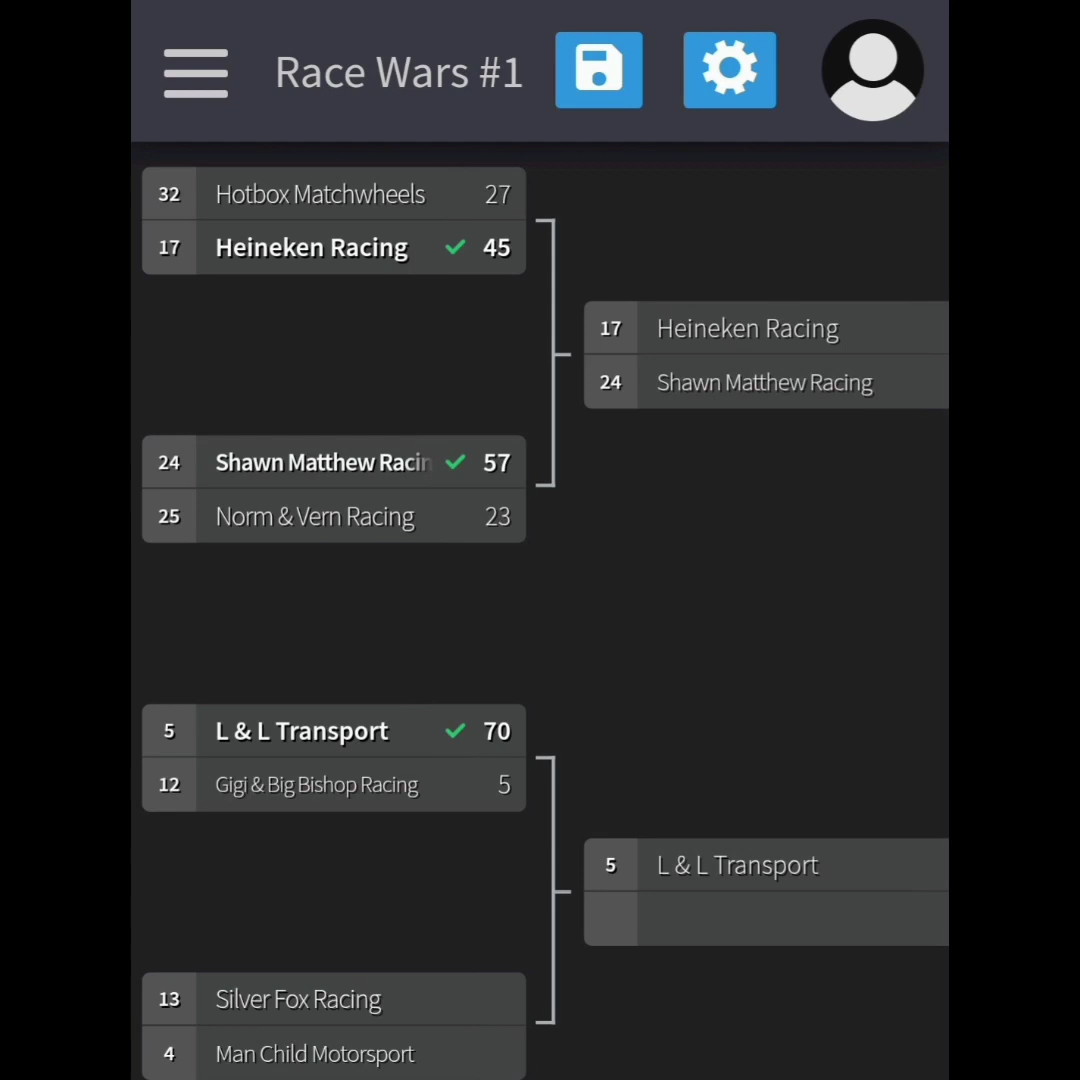 Race Wars #1
32 Hotbox Matchwheels 27
17 Heineken Racing 45
17 Heineken Racing
24 Shawn Matthew Racing
24 Shawn Matthew Racin 57
25 Norm & Vern Racing 23
5 L & L Transport 70
12 Gigi & Big Bishop Racing 5
5 L & L Transport
13 Silver Fox Racing
4 Man Child Motorsport